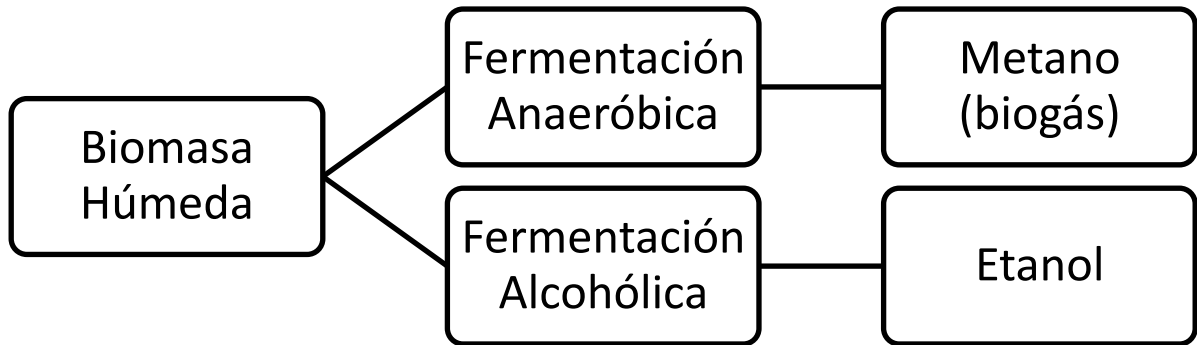 Biomasa
Húmeda
Fermentación
Anaeróbica
Metano
(biogás)
Fermentación
Alcohólica
Etanol